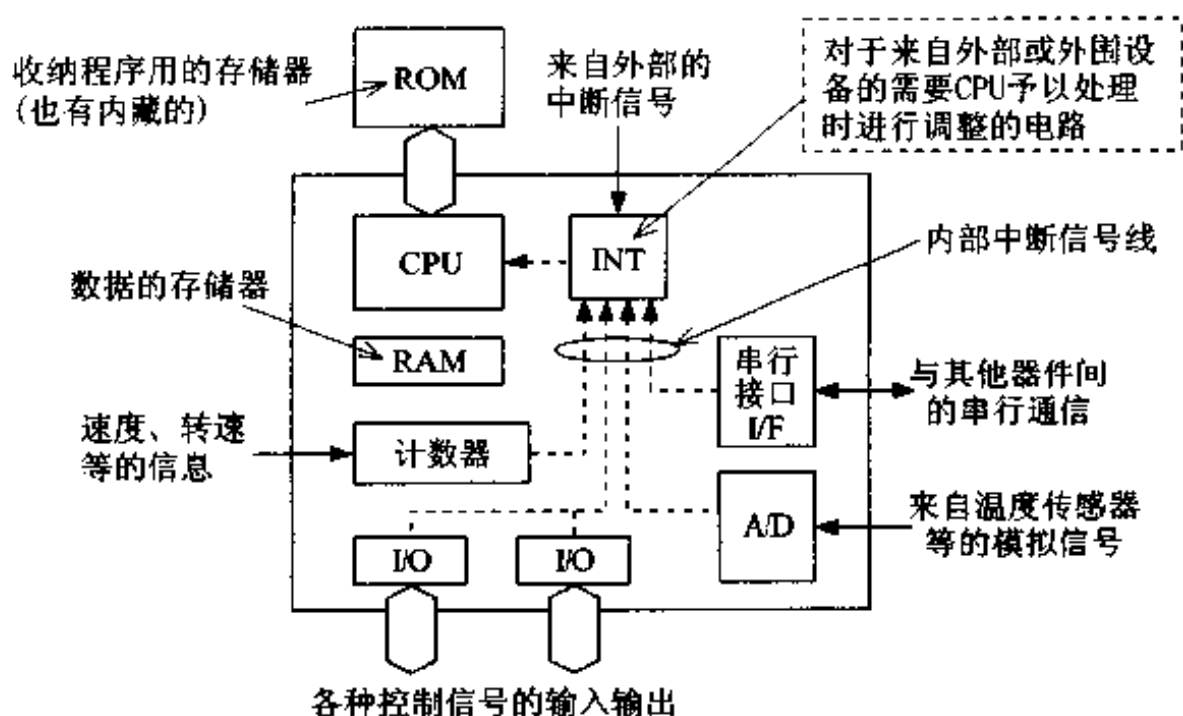 收纳程序用的存储器
(也有内藏的)
ROM
来自外部的
中断信号
对于来自外部或外围设
备的需要CPU予以处理
时进行调整的电路
CPU
INT
内部中断信号线
数据的存储器
RAM
串行
接口
I/F
与其他器件间
的串行通信
速度、转速
等的信息
计数器
A/D
来自温度传感器
等的模拟信号
I/O
I/O
各种控制信号的输入输出